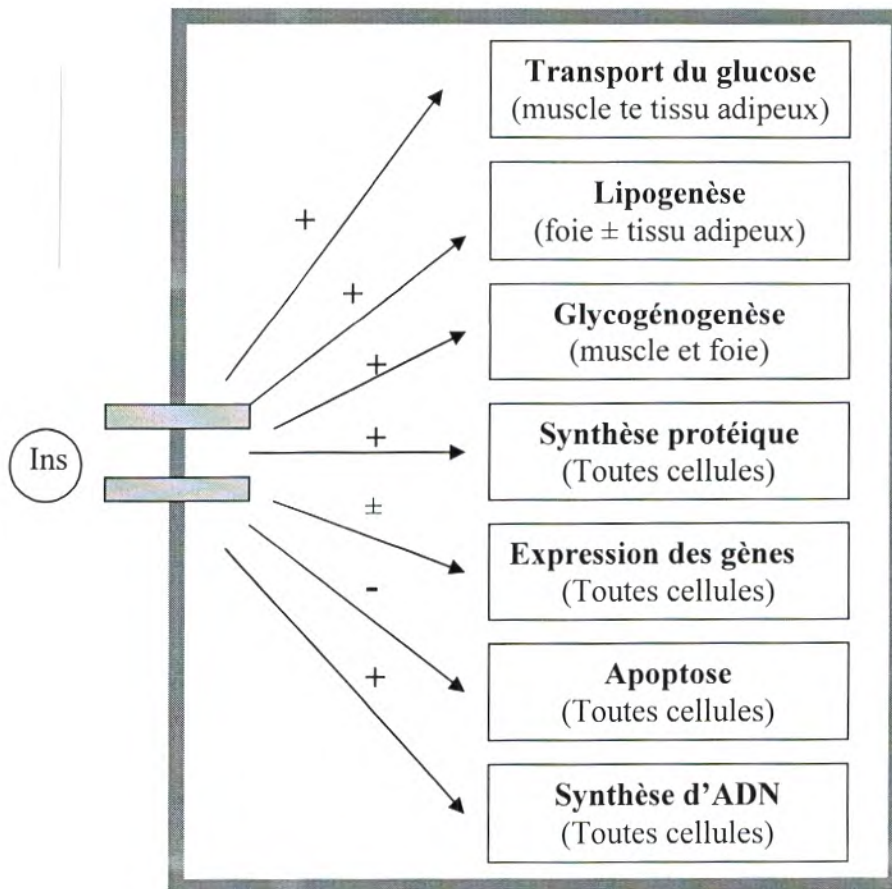 Transport du glucose
(muscle te tissu adipeux)
+
Lipogenèse
(foie ± tissu adipeux)
+
Glycogénogenèse
(muscle et foie)
+
Ins
Synthèse protéique
(Toutes cellules)
+
±
Expression des gènes
(Toutes cellules)
-
Apoptose
(Toutes cellules)
+
Synthèse d’ADN
(Toutes cellules)